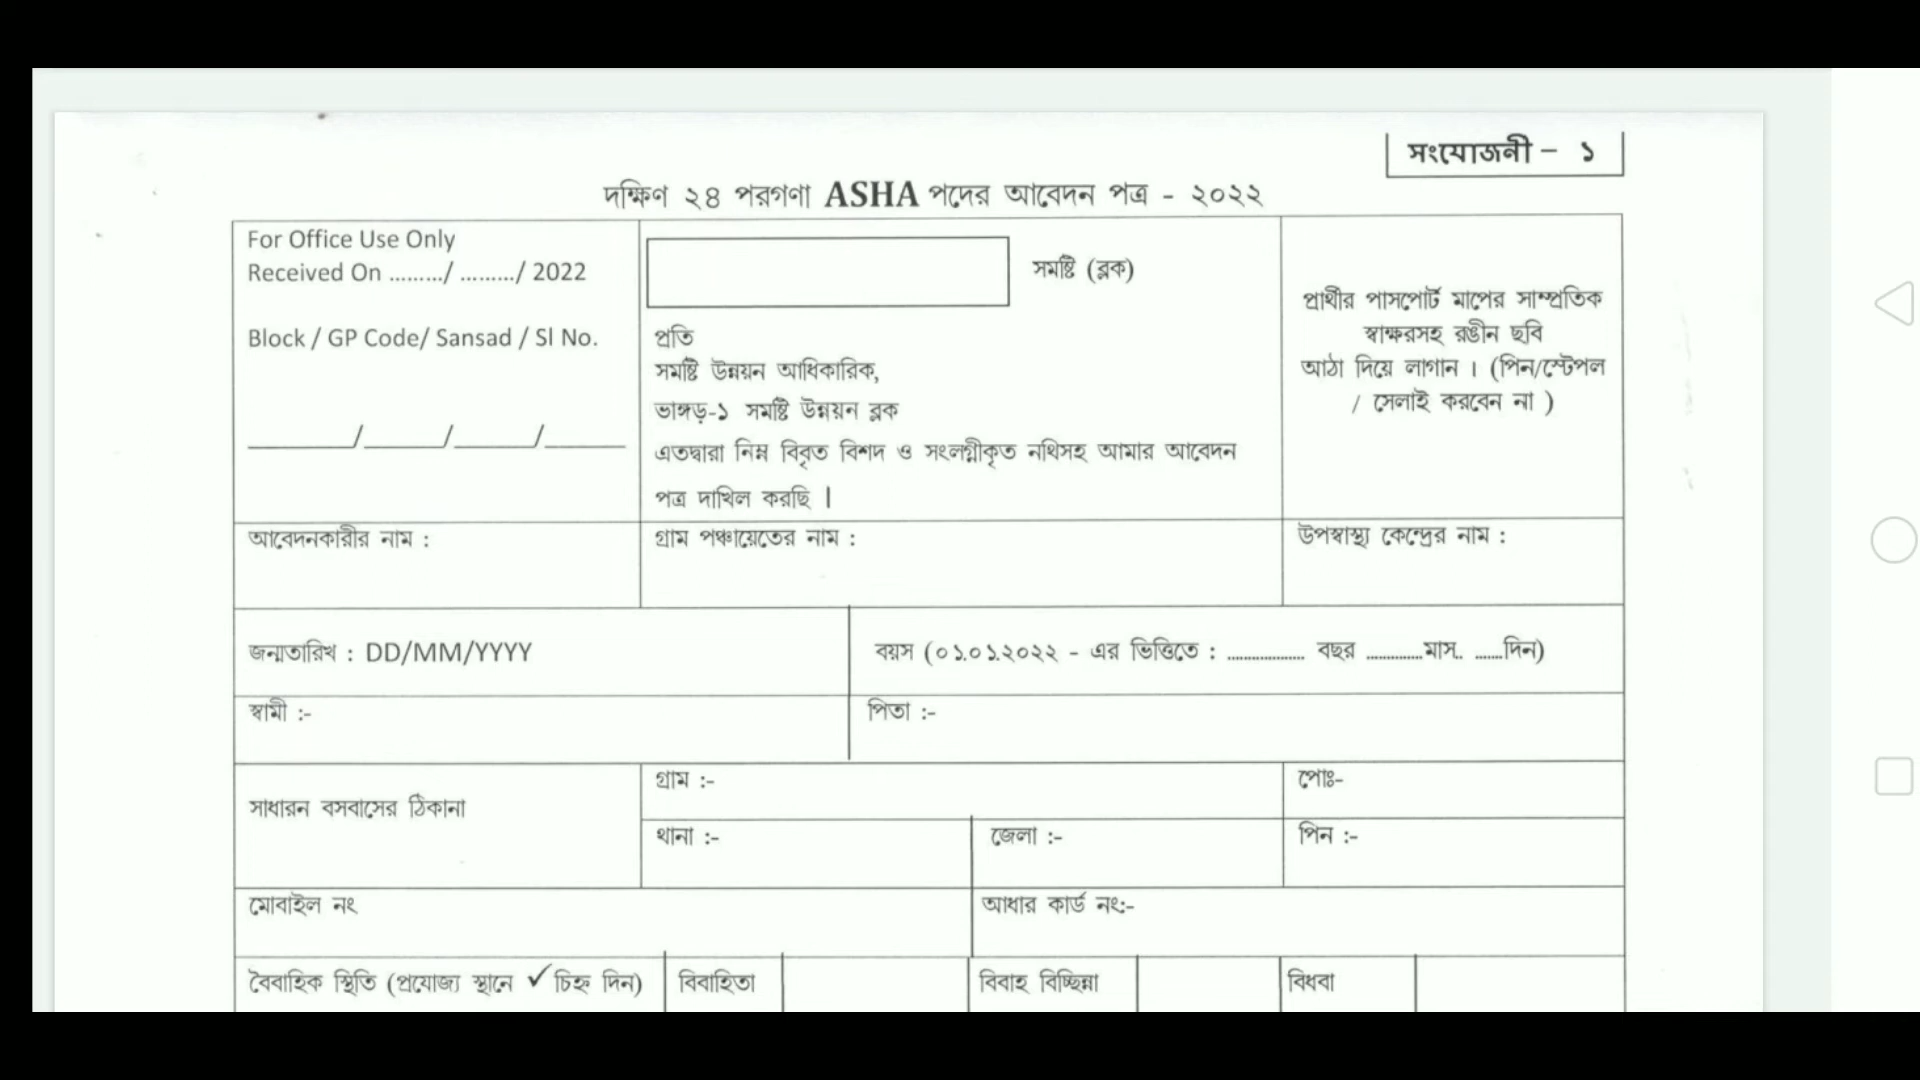 সংযোজনী - ১
দক্ষিণ ২৪ পরগণা ASHA পদের আবেদন পত্র - ২০২২
For Office Use Only
Received On ........./ ........./ 2022
Block / GP Code/ Sansad / Sl No.
________/______/______/______
সমষ্টি (ব্লক)
প্রতি
সমষ্টি উন্নয়ন আধিকারিক,
ভাঙ্গড়-১ সমষ্টি উন্নয়ন ব্লক
এতদ্বারা নিম্ন বিবৃত বিশদ ও সংলগ্নীকৃত নথিসহ আমার আবেদন
পত্র দাখিল করছি |
প্রার্থীর পাসপোর্ট মাপের সাম্প্রতিক
স্বাক্ষরসহ রঙীন ছবি
আঠা দিয়ে লাগান । (পিন/স্টেপল
/ সেলাই করবেন না )
আবেদনকারীর নাম :
গ্রাম পঞ্চায়েতের নাম :
উপস্বাস্থ্য কেন্দ্রের নাম :
জন্মতারিখ : DD/MM/YYYY
বয়স (০১.০১.২০২২ - এর ভিত্তিতে : .................. বছর .............মাস. ......দিন)
স্বামী :-
পিতা :-
সাধারন বসবাসের ঠিকানা
গ্রাম :-
পোঃ-
থানা :-
জেলা :-
পিন :-
মোবাইল নং
আধার কার্ড নং:-
বৈবাহিক স্থিতি (প্রযোজ্য স্থানে ✓ চিহ্ন দিন)
বিবাহিতা
বিবাহ বিচ্ছিন্না
বিধবা